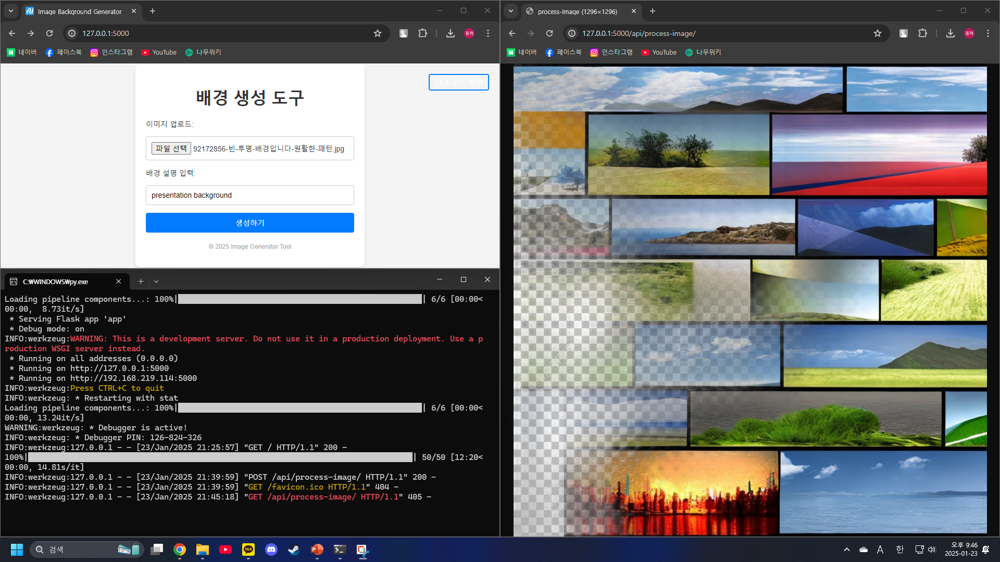 Image Background Generator
127.0.0.1:5000
동혁
네이버
페이스북
인스타그램
YouTube
나무위키
배경 생성 도구
다크 모드 전환
이미지 업로드:
파일 선택 92172856-빈-투명-배경입니다-원활한-패턴.jpg
배경 설명 입력:
presentation background
생성하기
© 2025 Image Generator Tool
process-image (1296×1296)
127.0.0.1:5000/api/process-image/
동혁
네이버
페이스북
인스타그램
YouTube
나무위키
C:₩WINDOWS₩py.exe
Loading pipeline components...: 100%| | 6/6 [00:00<
00:00,  8.73it/s]
 * Serving Flask app 'app'
 * Debug mode: on
INFO:werkzeug:WARNING: This is a development server. Do not use it in a production deployment. Use a p
roduction WSGI server instead.
 * Running on all addresses (0.0.0.0)
 * Running on http://127.0.0.1:5000
 * Running on http://192.168.219.114:5000
INFO:werkzeug:Press CTRL+C to quit
INFO:werkzeug: * Restarting with stat
Loading pipeline components...: 100%| | 6/6 [00:00<
00:00, 13.24it/s]
WARNING:werkzeug: * Debugger is active!
INFO:werkzeug: * Debugger PIN: 126-824-326
INFO:werkzeug:127.0.0.1 - - [23/Jan/2025 21:25:57] "GET / HTTP/1.1" 200 -
100%| | 50/50 [12:20<
00:00, 14.81s/it]
INFO:werkzeug:127.0.0.1 - - [23/Jan/2025 21:39:59] "POST /api/process-image/ HTTP/1.1" 200 -
INFO:werkzeug:127.0.0.1 - - [23/Jan/2025 21:39:59] "GET /favicon.ico HTTP/1.1" 404 -
INFO:werkzeug:127.0.0.1 - - [23/Jan/2025 21:45:18] "GET /api/process-image/ HTTP/1.1" 405 -
검색
TALK
A
한
오후 9:46
2025-01-23